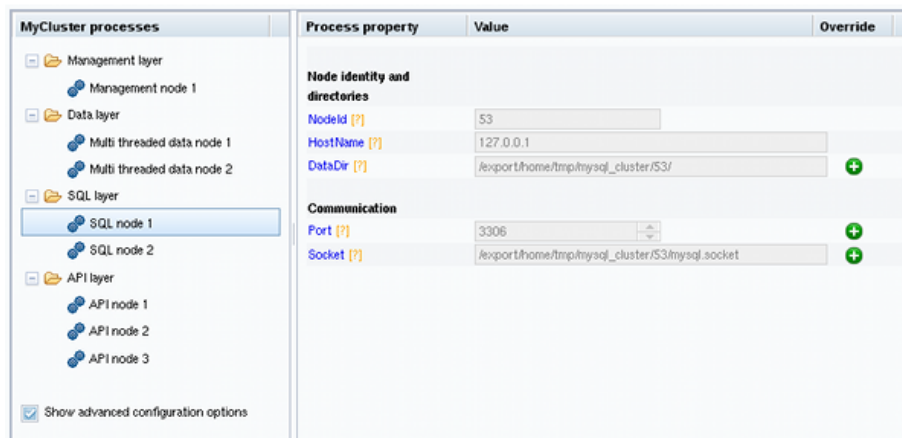 MyCluster processes
Management layer
Management node 1
Data layer
Multi threaded data node 1
Multi threaded data node 2
SQL layer
SQL node 1
SQL node 2
API layer
API node 1
API node 2
API node 3
Show advanced configuration options
Process property Value Override
Node identity and
directories
NodeId [?] 53
HostName [?] 127.0.0.1
DataDir [?] /export/home/tmp/mysql_cluster/53/
Communication
Port [?] 3306
Socket [?] /export/home/tmp/mysql_cluster/53/mysql.socket